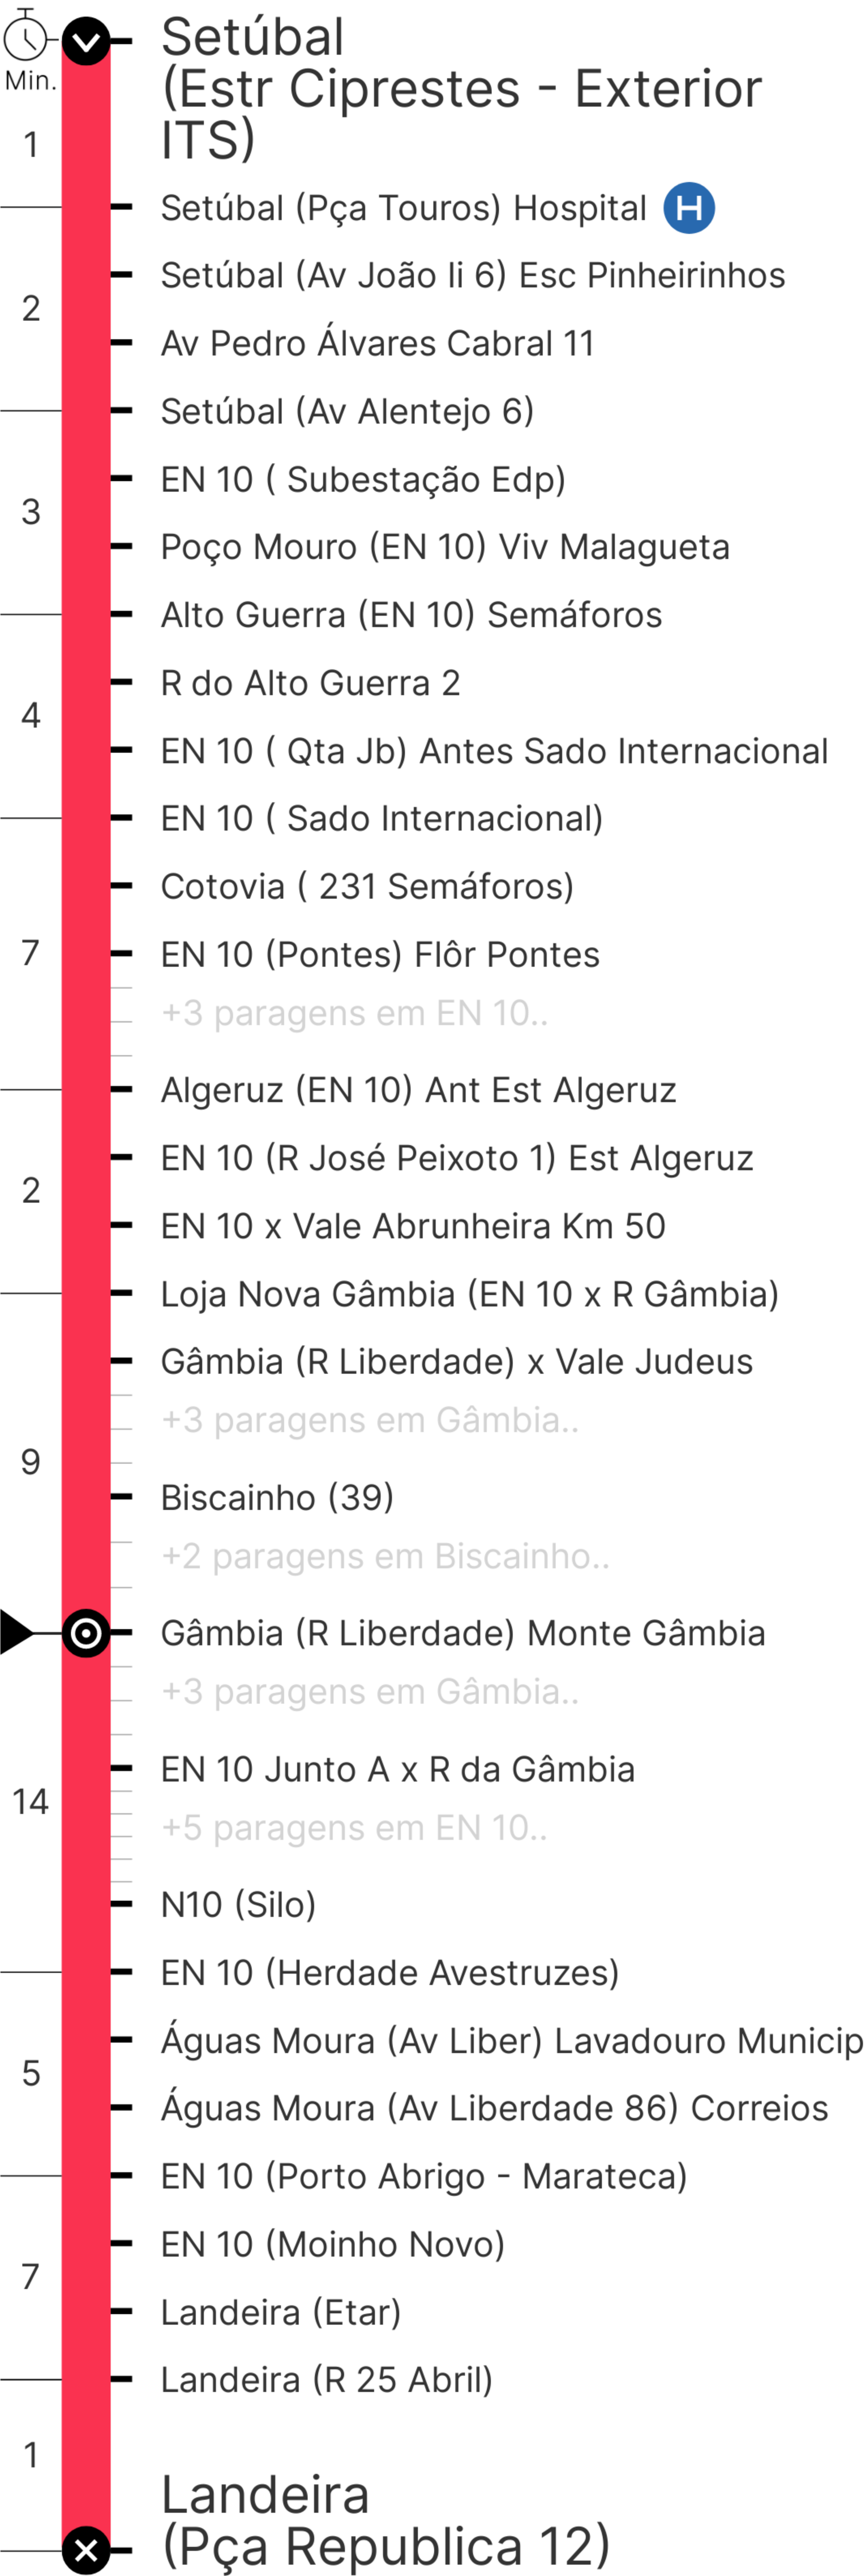 Setúbal
(Estr Ciprestes - Exterior
ITS)
Min.
1
Setúbal (Pça Touros) Hospital H
Setúbal (Av João Ii 6) Esc Pinheirinhos
2
Av Pedro Álvares Cabral 11
Setúbal (Av Alentejo 6)
EN 10 ( Subestação Edp)
3
Poço Mouro (EN 10) Viv Malagueta
Alto Guerra (EN 10) Semáforos
R do Alto Guerra 2
4
EN 10 ( Qta Jb) Antes Sado Internacional
EN 10 ( Sado Internacional)
Cotovia ( 231 Semáforos)
7
EN 10 (Pontes) Flôr Pontes
+3 paragens em EN 10..
Algeruz (EN 10) Ant Est Algeruz
EN 10 (R José Peixoto 1) Est Algeruz
2
EN 10 x Vale Abrunheira Km 50
Loja Nova Gâmbia (EN 10 x R Gâmbia)
Gâmbia (R Liberdade) x Vale Judeus
+3 paragens em Gâmbia..
9
Biscainho (39)
+2 paragens em Biscainho..
Gâmbia (R Liberdade) Monte Gâmbia
+3 paragens em Gâmbia..
EN 10 Junto A x R da Gâmbia
14
+5 paragens em EN 10..
N10 (Silo)
EN 10 (Herdade Avestruzes)
Águas Moura (Av Liber) Lavadouro Municip
5
Águas Moura (Av Liberdade 86) Correios
EN 10 (Porto Abrigo - Marateca)
EN 10 (Moinho Novo)
7
Landeira (Etar)
Landeira (R 25 Abril)
1
Landeira
(Pça Republica 12)